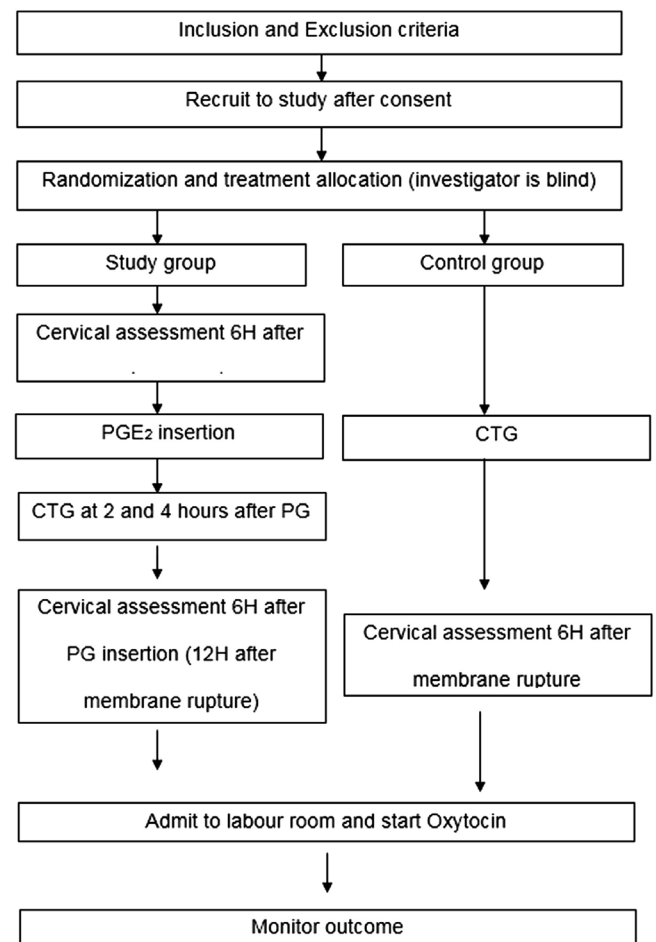 Inclusion and Exclusion criteria
Recruit to study after consent
Randomization and treatment allocation (investigator is blind)
Study group
Control group
Cervical assessment 6H after
PGE₂ insertion
CTG
CTG at 2 and 4 hours after PG
Cervical assessment 6H after
PG insertion (12H after
membrane rupture)
Cervical assessment 6H after
membrane rupture
Admit to labour room and start Oxytocin
Monitor outcome